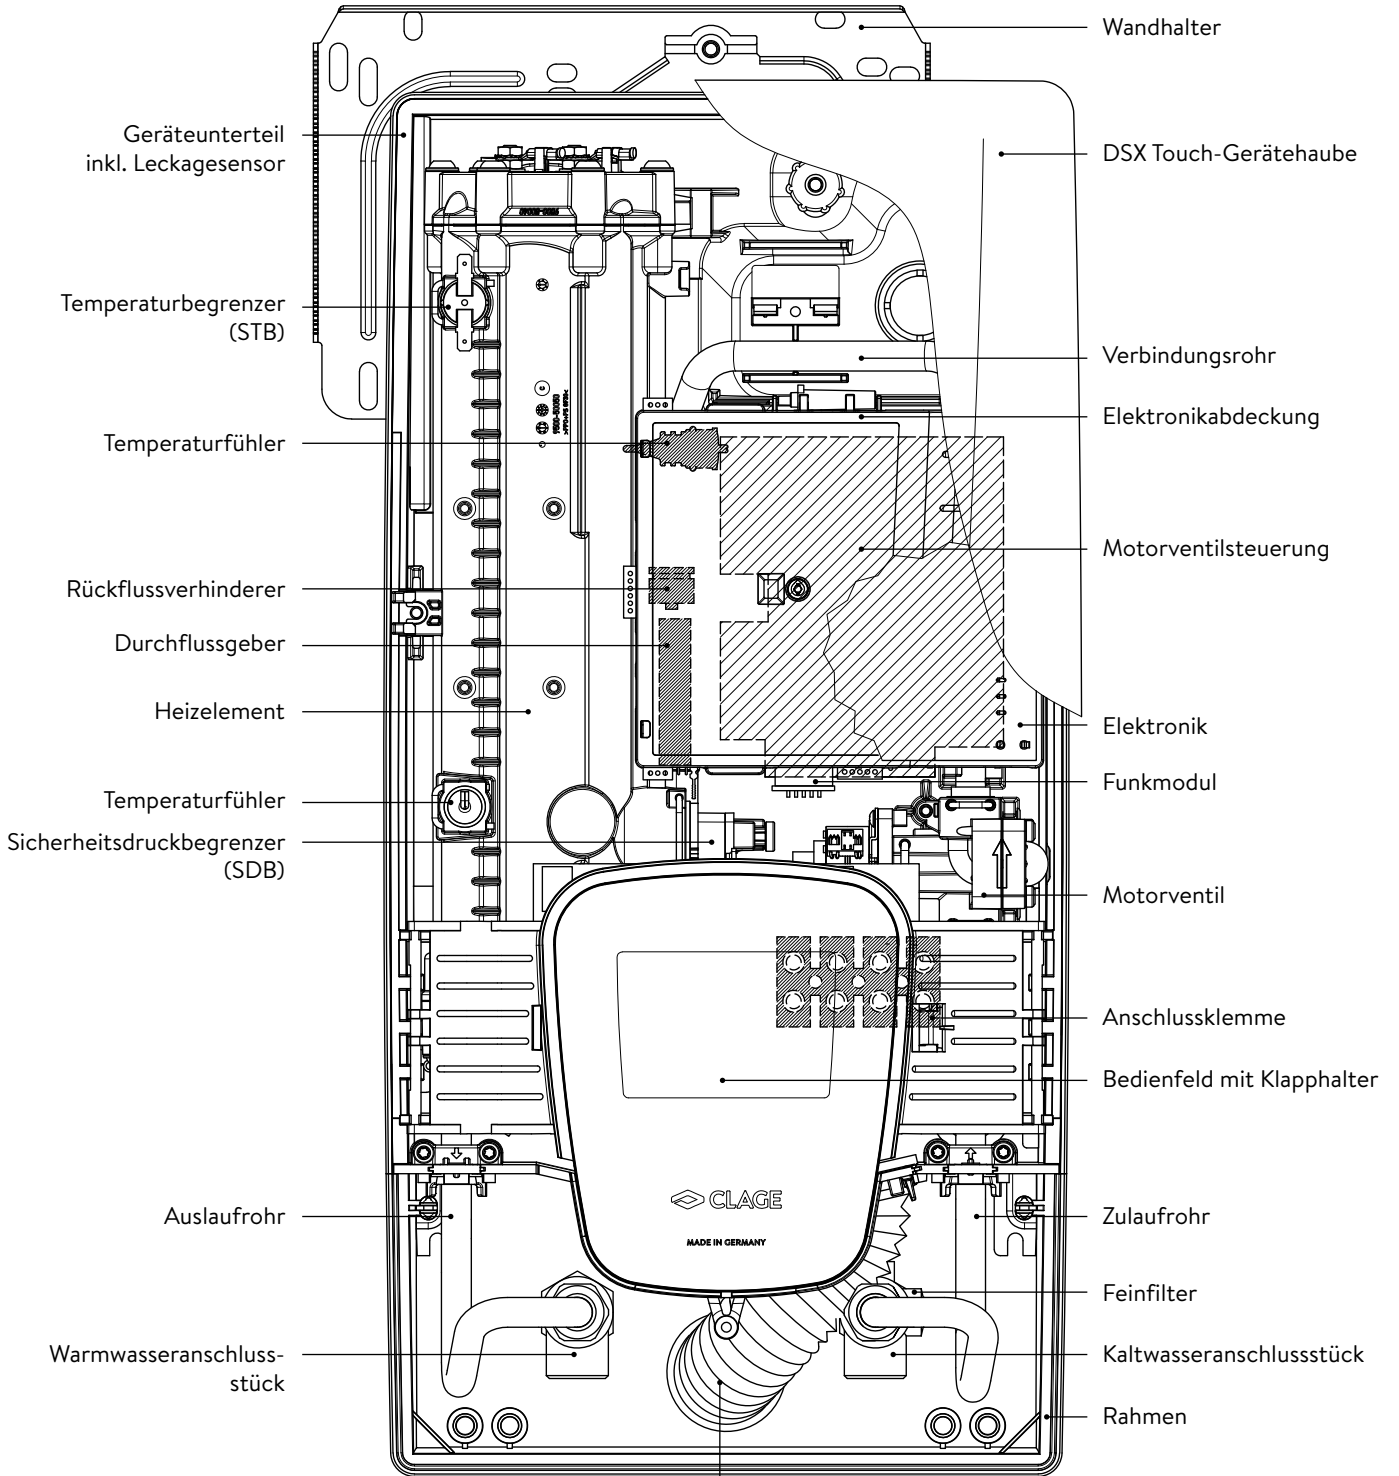 Wandhalter
Geräteunterteil
inkl. Leckagesensor
DSX Touch-Gerätehaube
Temperaturbegrenzer
(STB)
Verbindungsrohr
Elektronikabdeckung
Temperaturfühler
Motorventilsteuerung
Rückflussverhinderer
Durchflussgeber
Heizelement
Elektronik
Funkmodul
Temperaturfühler
Sicherheitsdruckbegrenzer
(SDB)
Motorventil
Anschlussklemme
Bedienfeld mit Klapphalter
CLAGE
MADE IN GERMANY
Auslaufrohr
Zulaufrohr
Feinfilter
Warmwasseranschluss-
stück
Kaltwasseranschlussstück
Rahmen